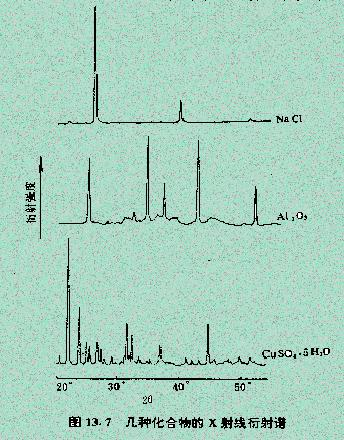 NaCl
衍射强度
Al₂O₃
CuSO₄·5H₂O
20° 30° 40° 50°
2θ
图 13.7 几种化合物的 X 射线衍射谱